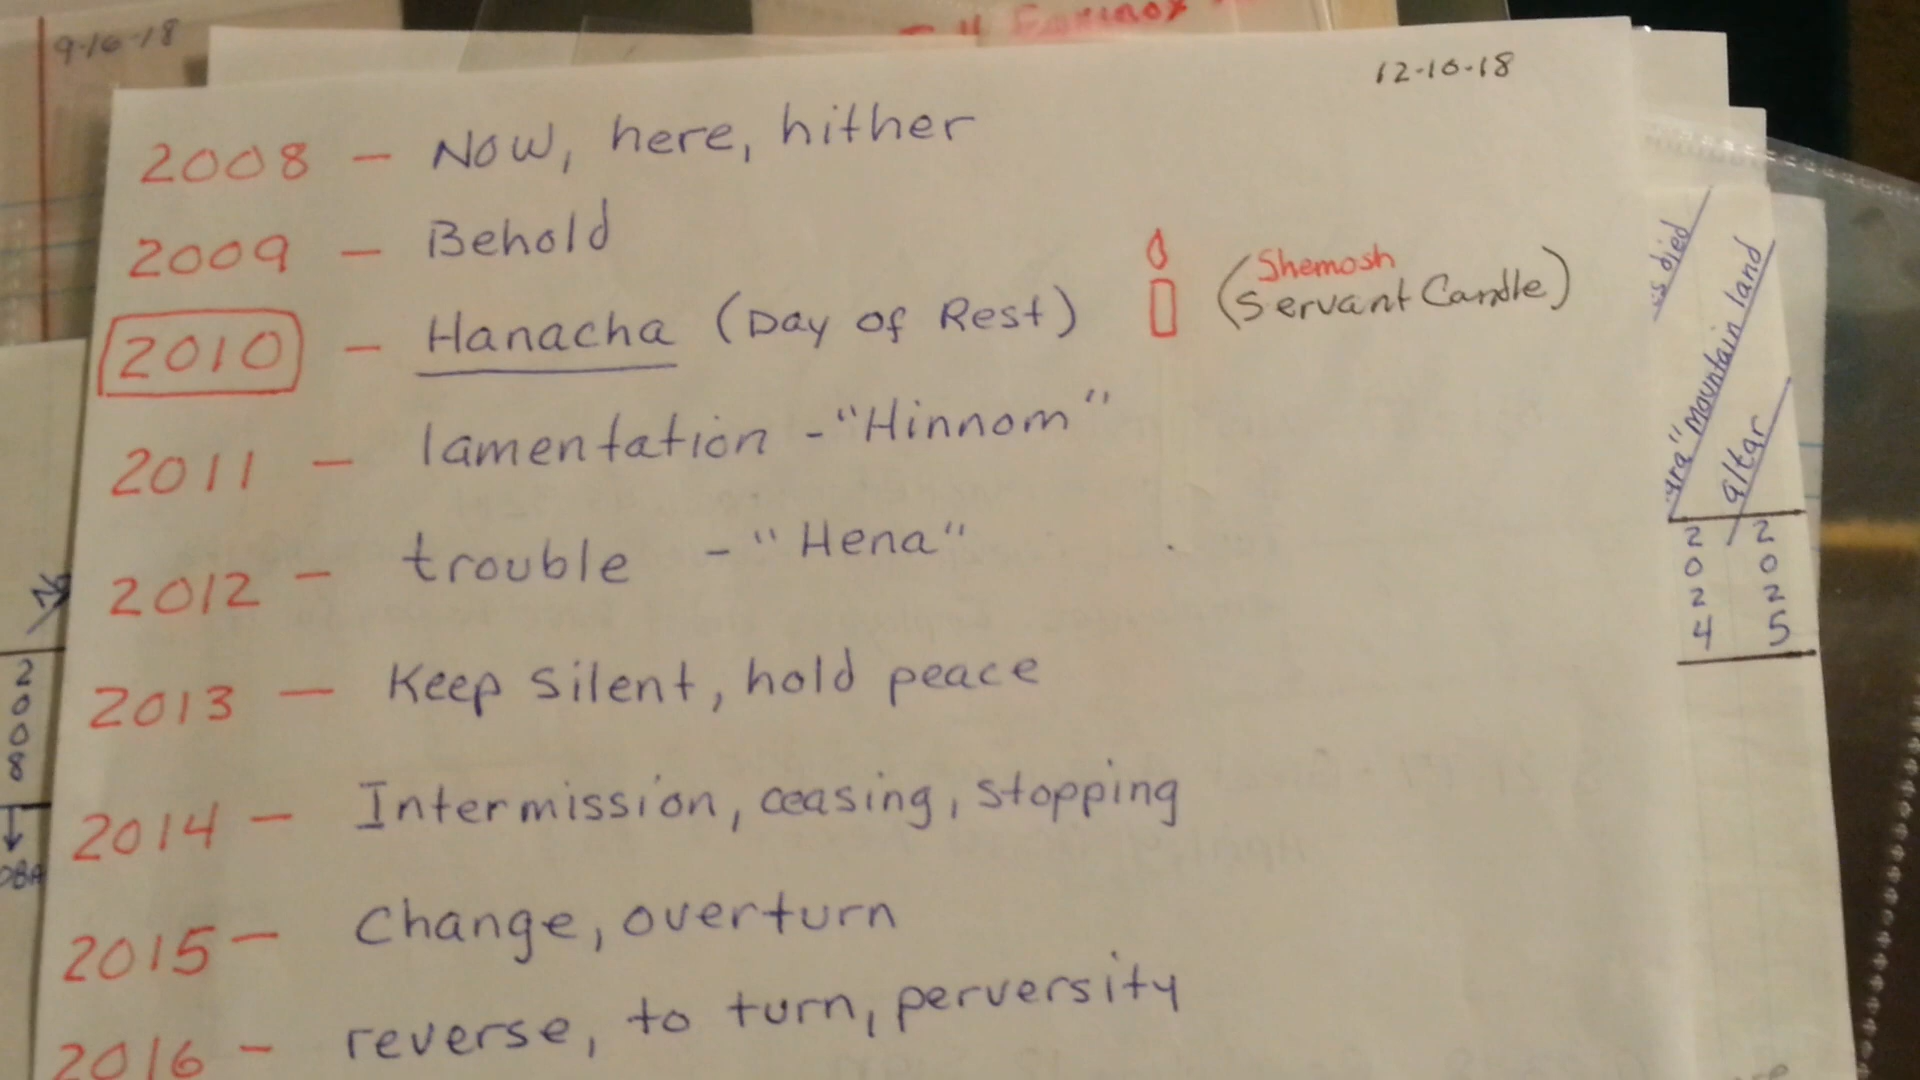 9-16-18
Equinox
12-10-18
2008 - Now, here, hither
2009 - Behold
2010 - Hanacha (Day of Rest) (Shemosh Servant Candle)
2011 - lamentation - "Hinnom"
2012 - trouble - "Hena"
2013 - Keep silent, hold peace
2014 - Intermission, ceasing, stopping
2015 - Change, overturn
2016 - reverse, to turn, perversity
died
"mountain land
altar
2024
2025
2008